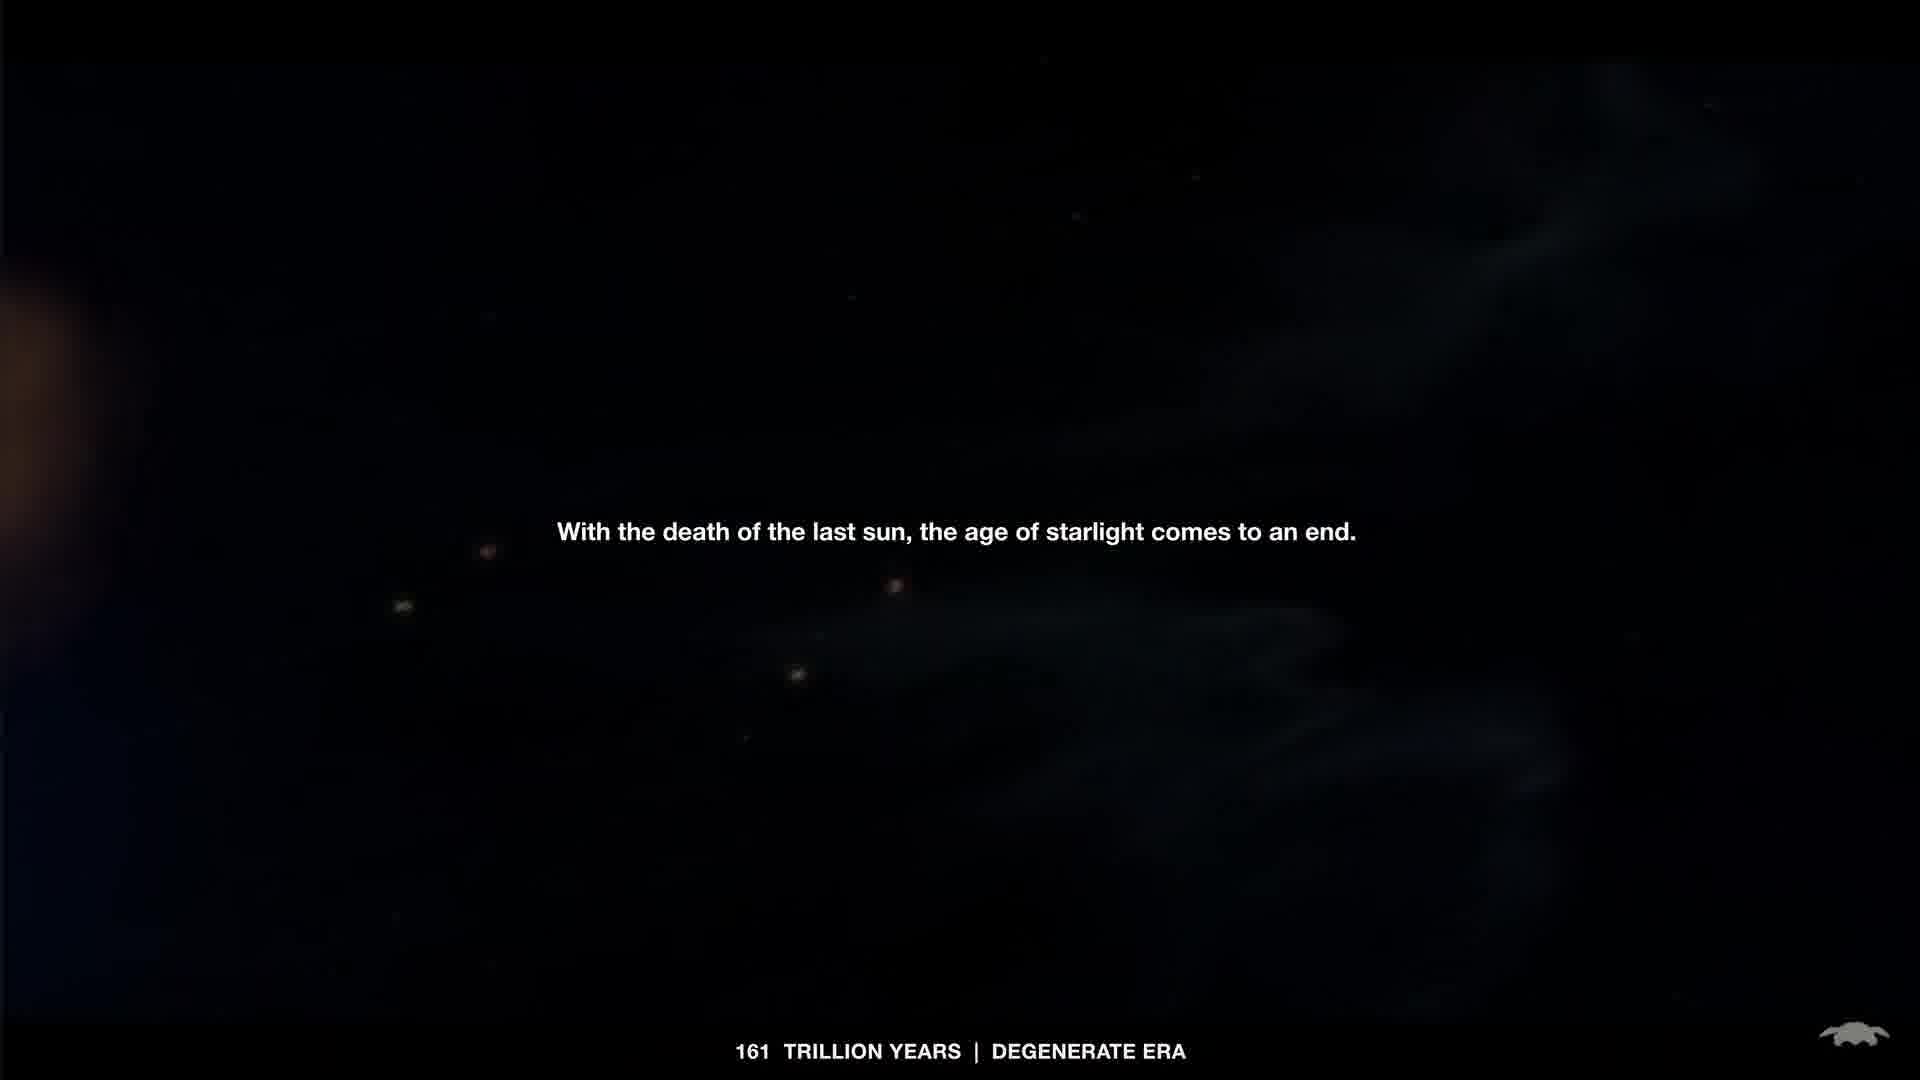 With the death of the last sun, the age of starlight comes to an end.
161 TRILLION YEARS | DEGENERATE ERA